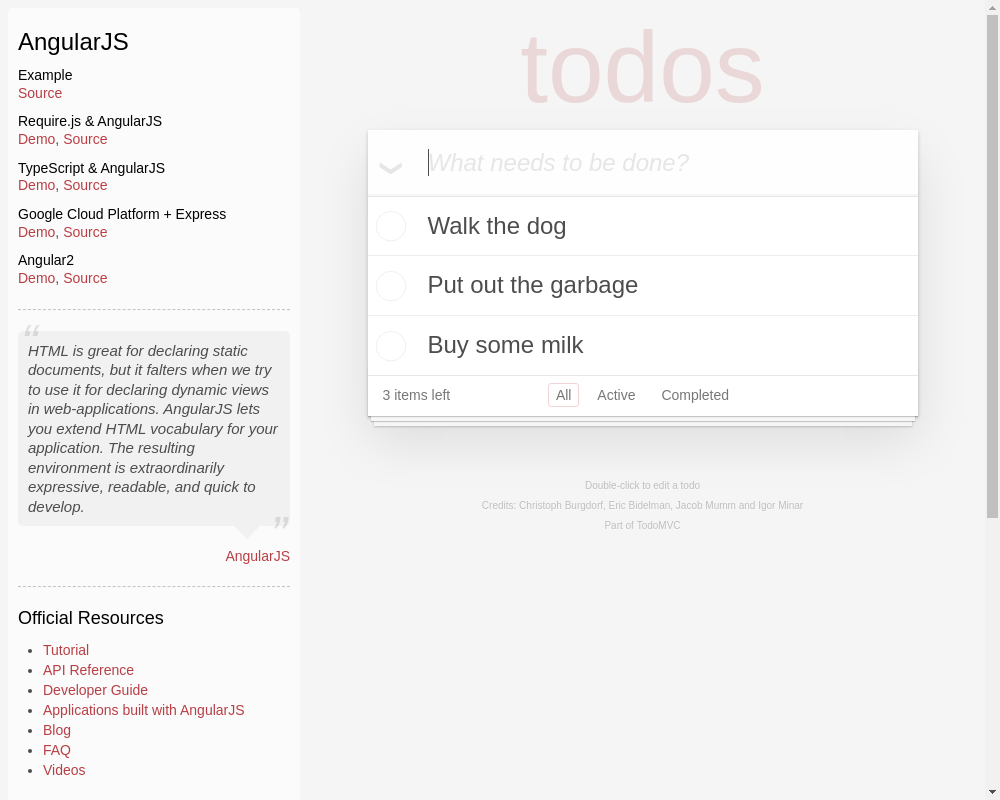 AngularJS
Example
Source
Require.js & AngularJS
Demo, Source
TypeScript & AngularJS
Demo, Source
Google Cloud Platform + Express
Demo, Source
Angular2
Demo, Source
“
HTML is great for declaring static
documents, but it falters when we try
to use it for declaring dynamic views
in web-applications. AngularJS lets
you extend HTML vocabulary for your
application. The resulting
environment is extraordinarily
expressive, readable, and quick to
develop.
”
AngularJS
Official Resources
Tutorial
API Reference
Developer Guide
Applications built with AngularJS
Blog
FAQ
Videos
todos
What needs to be done?
Walk the dog
Put out the garbage
Buy some milk
3 items left All Active Completed
Double-click to edit a todo
Credits: Christoph Burgdorf, Eric Bidelman, Jacob Mumm and Igor Minar
Part of TodoMVC